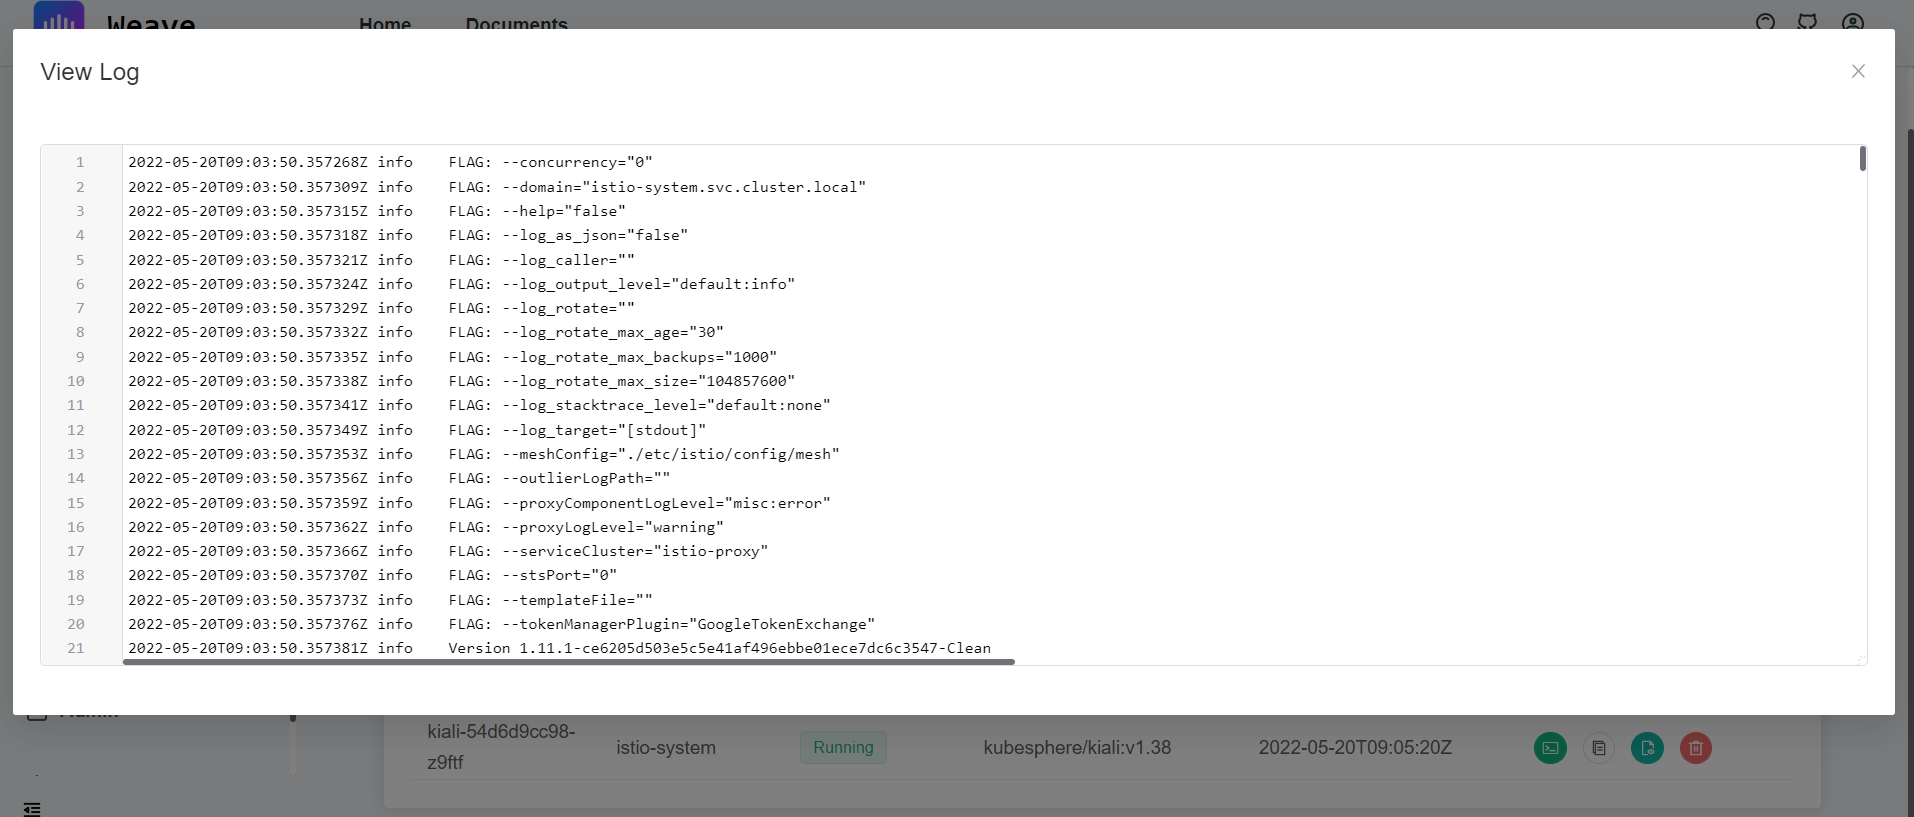 Weave
Home
Documents
View Log
1 2022-05-20T09:03:50.357268Z info FLAG: --concurrency="0"
2 2022-05-20T09:03:50.357309Z info FLAG: --domain="istio-system.svc.cluster.local"
3 2022-05-20T09:03:50.357315Z info FLAG: --help="false"
4 2022-05-20T09:03:50.357318Z info FLAG: --log_as_json="false"
5 2022-05-20T09:03:50.357321Z info FLAG: --log_caller=""
6 2022-05-20T09:03:50.357324Z info FLAG: --log_output_level="default:info"
7 2022-05-20T09:03:50.357329Z info FLAG: --log_rotate=""
8 2022-05-20T09:03:50.357332Z info FLAG: --log_rotate_max_age="30"
9 2022-05-20T09:03:50.357335Z info FLAG: --log_rotate_max_backups="1000"
10 2022-05-20T09:03:50.357338Z info FLAG: --log_rotate_max_size="104857600"
11 2022-05-20T09:03:50.357341Z info FLAG: --log_stacktrace_level="default:none"
12 2022-05-20T09:03:50.357349Z info FLAG: --log_target="[stdout]"
13 2022-05-20T09:03:50.357353Z info FLAG: --meshConfig="./etc/istio/config/mesh"
14 2022-05-20T09:03:50.357356Z info FLAG: --outlierLogPath=""
15 2022-05-20T09:03:50.357359Z info FLAG: --proxyComponentLogLevel="misc:error"
16 2022-05-20T09:03:50.357362Z info FLAG: --proxyLogLevel="warning"
17 2022-05-20T09:03:50.357366Z info FLAG: --serviceCluster="istio-proxy"
18 2022-05-20T09:03:50.357370Z info FLAG: --stsPort="0"
19 2022-05-20T09:03:50.357373Z info FLAG: --templateFile=""
20 2022-05-20T09:03:50.357376Z info FLAG: --tokenManagerPlugin="GoogleTokenExchange"
21 2022-05-20T09:03:50.357381Z info Version 1.11.1-ce6205d503e5c5e41af496ebbe01ece7dc6c3547-Clean
kiali-54d6d9cc98-
z9ftf
istio-system
Running
kubesphere/kiali:v1.38
2022-05-20T09:05:20Z